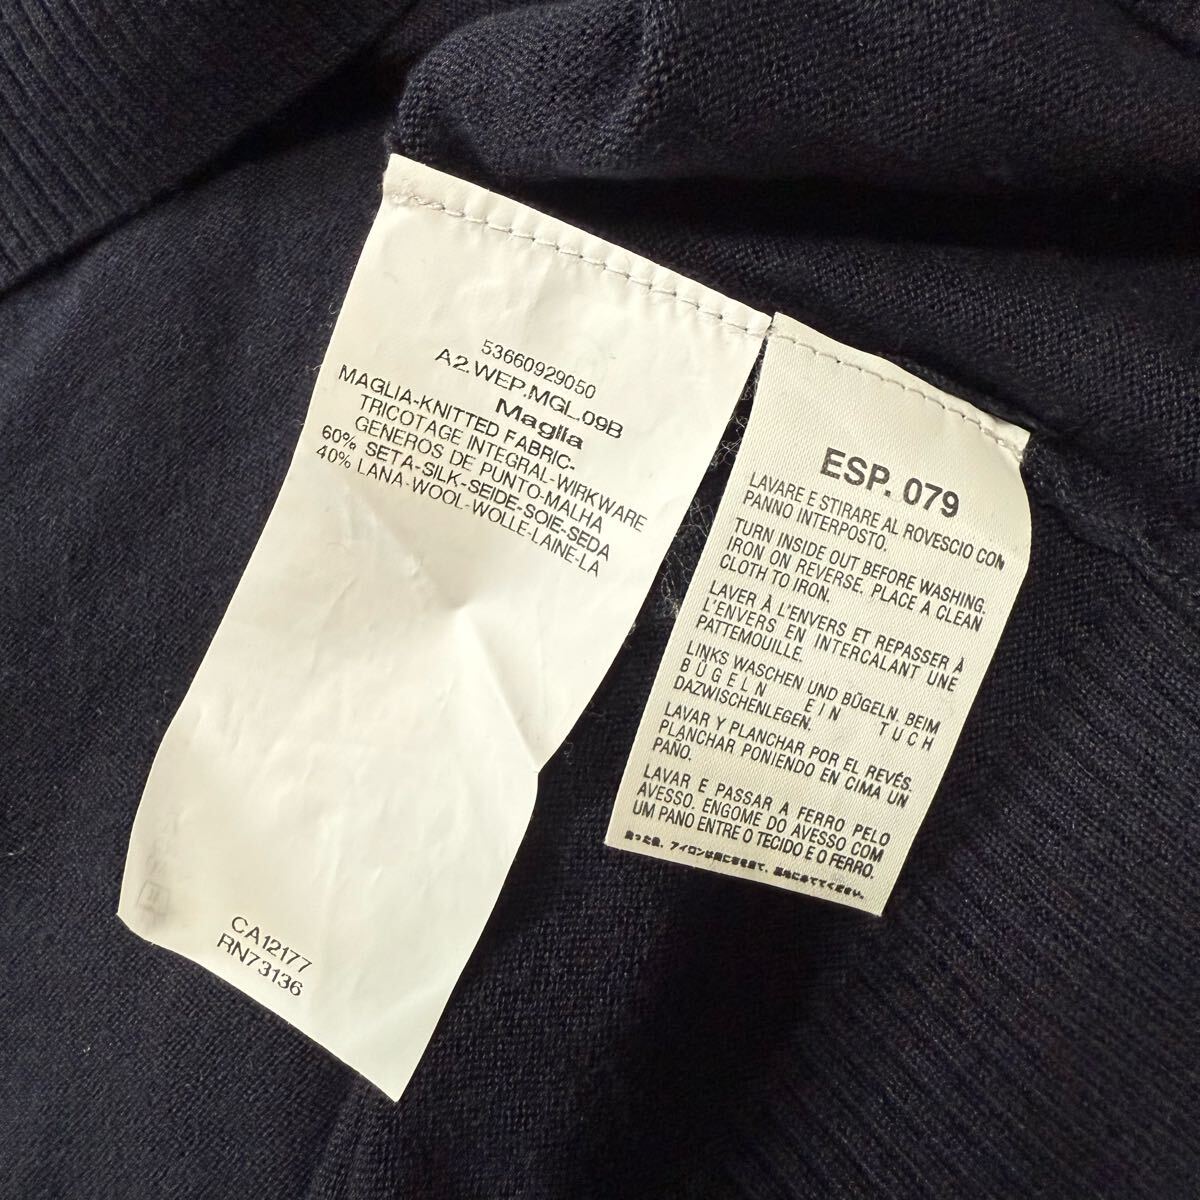 53660929050
A2.WEP.MGL.09B
Maglia
MAGLIA-KNITTED FABRIC-
TRICOTAGE INTEGRAL-WIRKWARE
GENEROS DE PUNTO-MALHA
60% SETA-SILK-SEIDE-SOIE-SEDA
40% LANA-WOOL-WOLLE-LAINE-LA
CA12177
RN73136
ESP. 079
LAVARE E STIRARE AL ROVESCIO CON
PANNO INTERPOSTO.
TURN INSIDE OUT BEFORE WASHING.
IRON ON REVERSE. PLACE A CLEAN
CLOTH TO IRON.
LAVER À L'ENVERS ET REPASSER À
L'ENVERS EN INTERCALANT UNE
PATTEMOUILLE.
LINKS WASCHEN UND BÜGELN. BEIM
BÜGELN EIN TUCH
DAZWISCHENLEGEN.
LAVAR Y PLANCHAR POR EL REVÉS.
PLANCHAR PONIENDO EN CIMA UN
PAÑO.
LAVAR E PASSAR A FERRO PELO
AVESSO. ENGOME DO AVESSO COM
UM PANO ENTRE O TECIDO E O FERRO.
アイロンは